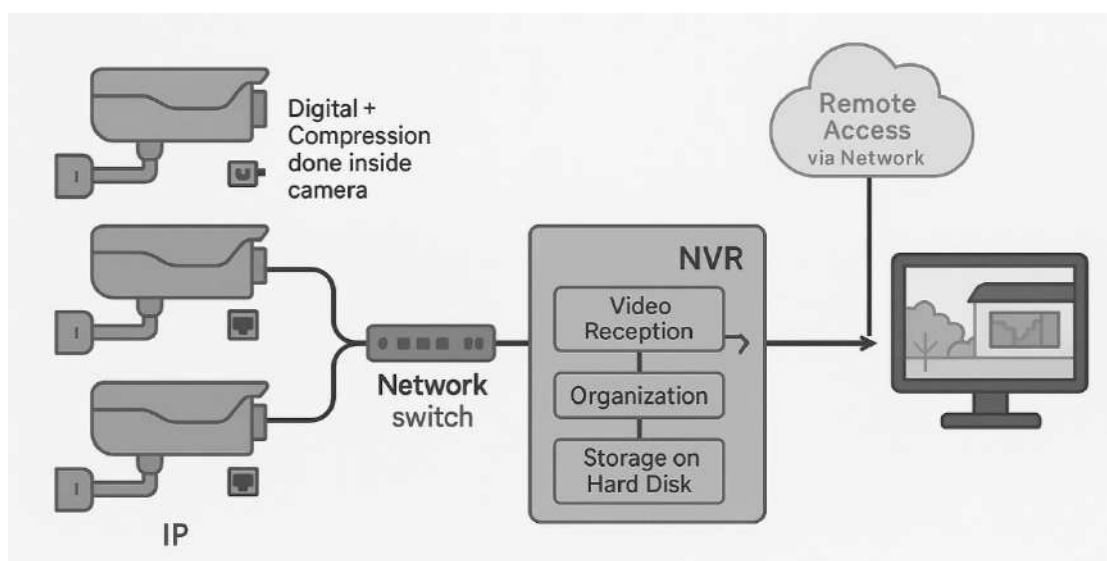 Digital +
Compression
done inside
camera
IP
Network
switch
NVR
Video
Reception
Organization
Storage on
Hard Disk
Remote
Access
via Network